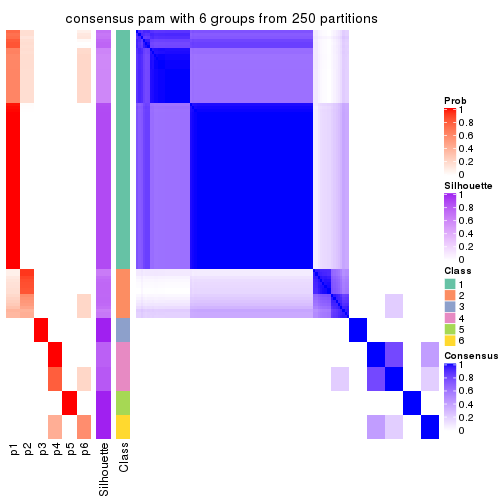 consensus pam with 6 groups from 250 partitions
Prob
1
0.8
0.6
0.4
0.2
0
Silhouette
1
0.8
0.6
0.4
0.2
0
Class
1
2
3
4
5
6
Consensus
1
0.8
0.6
0.4
0.2
0
p1
p2
p3
p4
p5
p6
Silhouette
Class